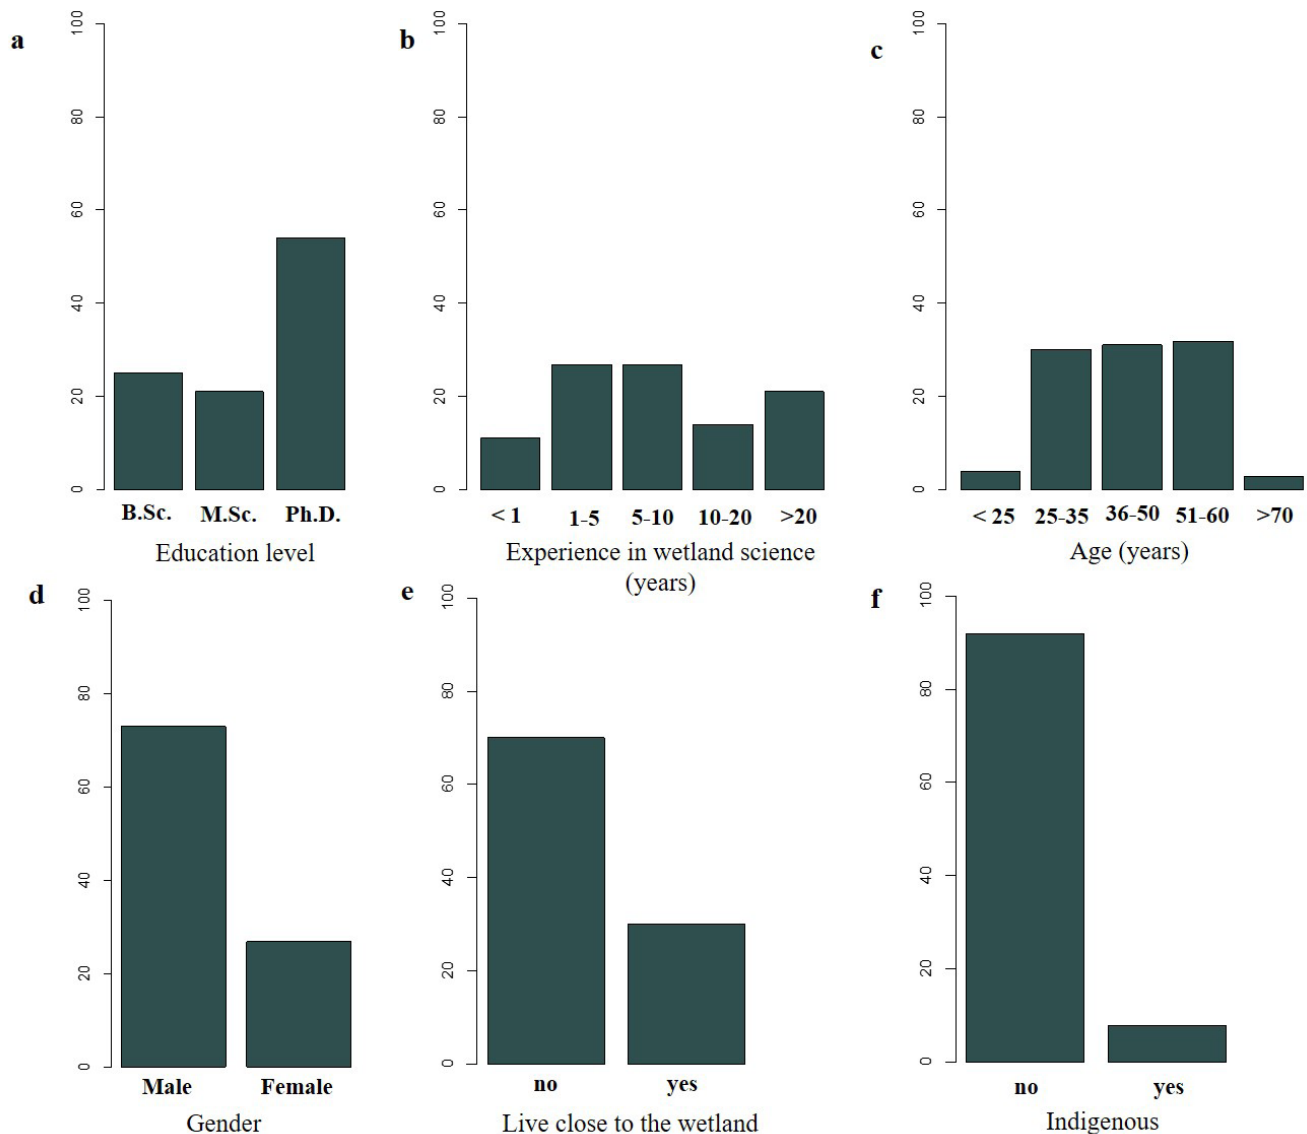 a
100
80
60
40
20
0
B.Sc. M.Sc. Ph.D.
Education level
b
100
80
60
40
20
0
< 1 1-5 5-10 10-20 >20
Experience in wetland science
(years)
c
100
80
60
40
20
0
< 25 25-35 36-50 51-60 >70
Age (years)
d
100
80
60
40
20
0
Male Female
Gender
e
100
80
60
40
20
0
no yes
Live close to the wetland
f
100
80
60
40
20
0
no yes
Indigenous